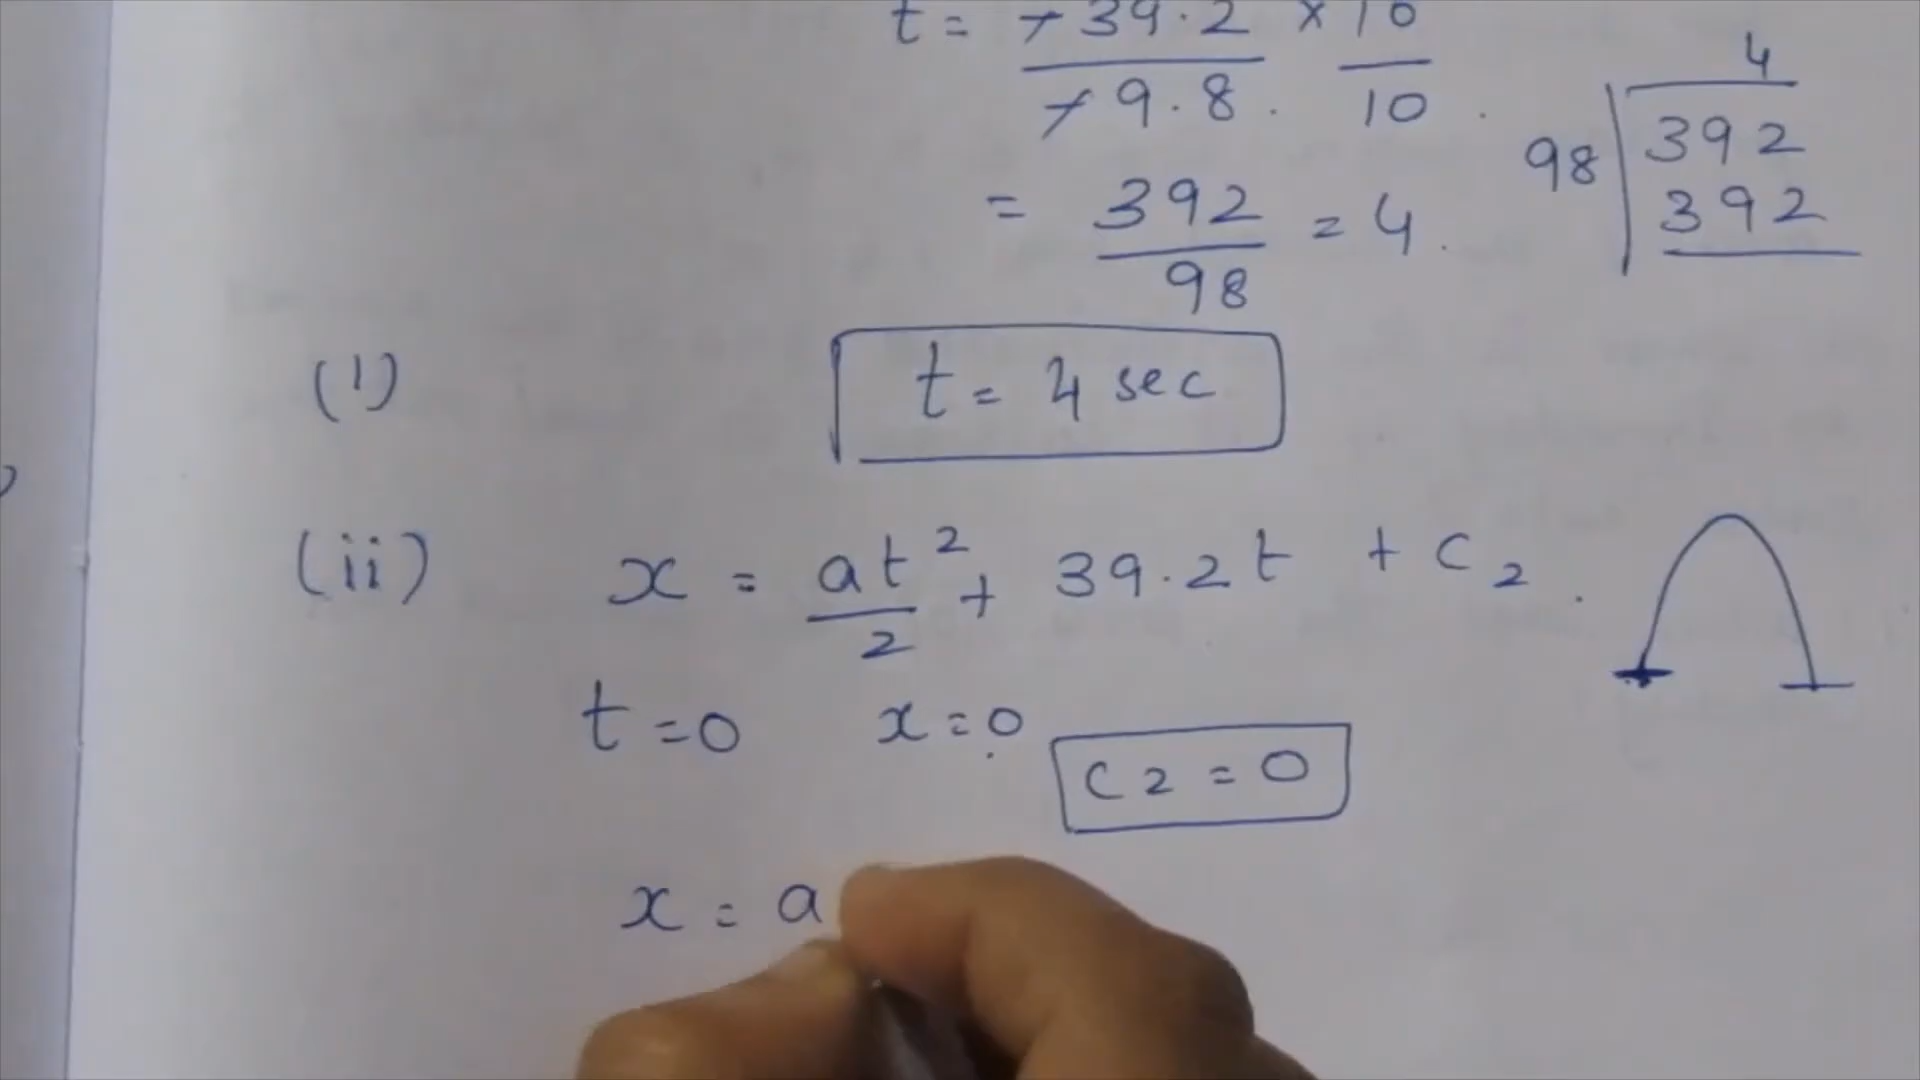 t = -39.2/-9.8 × 10/10
= 392/98 = 4
4
98 392
392
(i) t = 4 sec
(ii) x = at²/2 + 39.2t + c₂
t=0 x=0 c₂ = 0
x = a